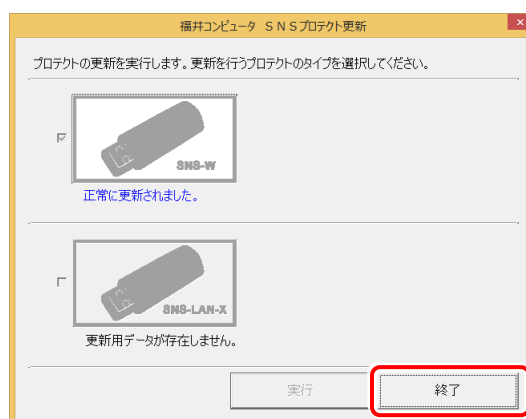 福井コンピュータ SNSプロテクト更新
プロテクトの更新を実行します。更新を行うプロテクトのタイプを選択してください。
SNS-W
正常に更新されました。
SNS-LAN-X
更新用データが存在しません。
実行
終了